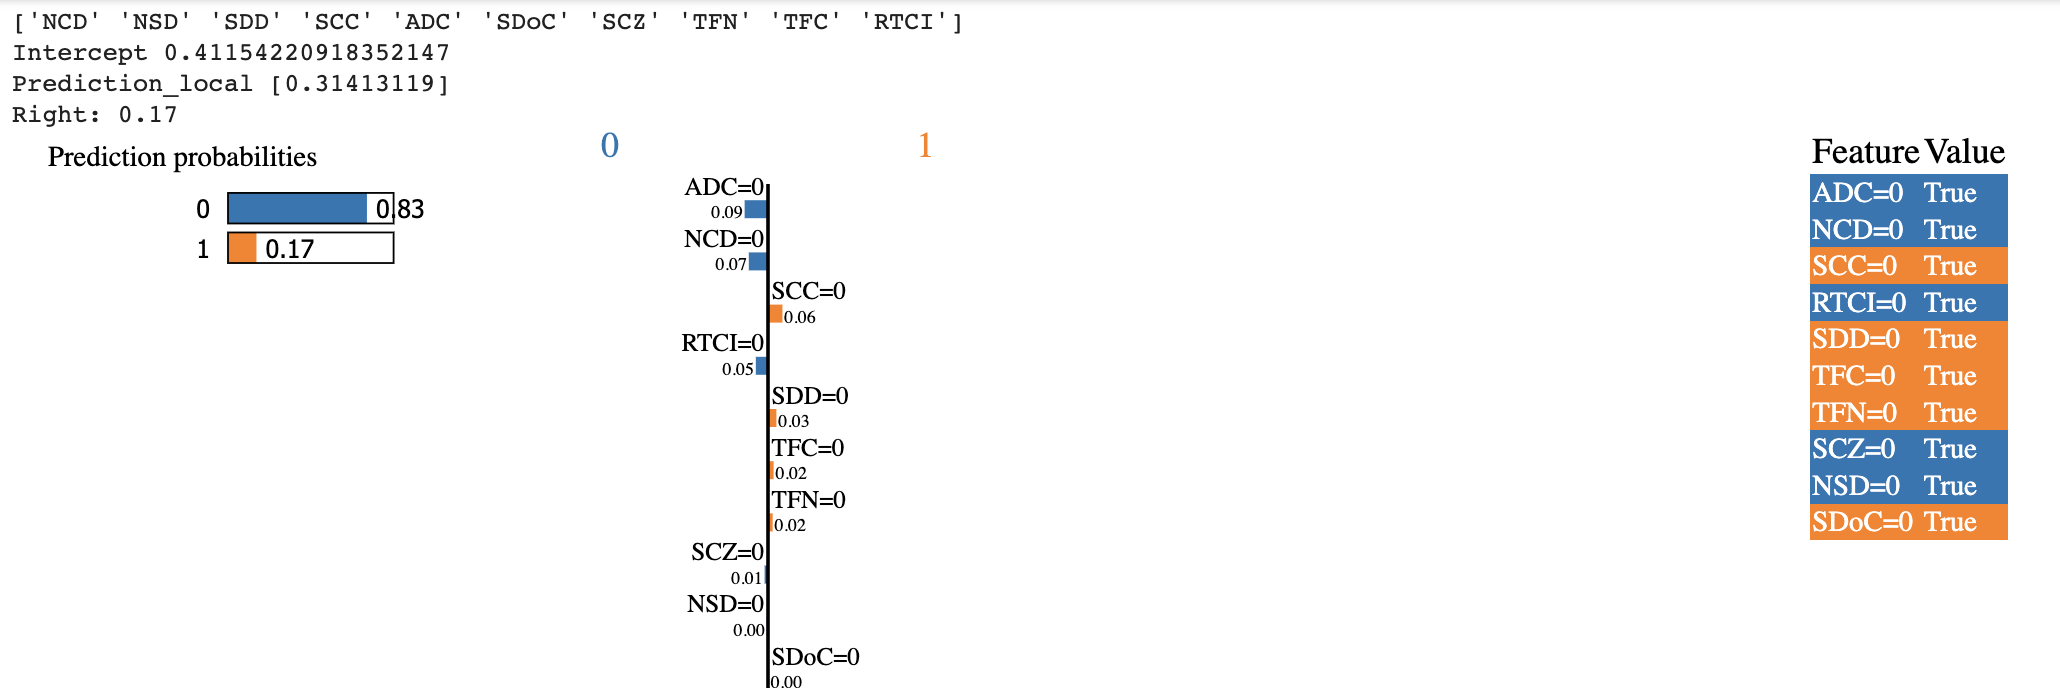 ['NCD' 'NSD' 'SDD' 'SCC' 'ADC' 'SDoC' 'SCZ' 'TFN' 'TFC' 'RTCI']
Intercept 0.41154220918352147
Prediction_local [0.31413119]
Right: 0.17
Prediction probabilities
0 0.83
1 0.17
0 1
ADC=0
0.09
NCD=0
0.07
SCC=0
0.06
RTCI=0
0.05
SDD=0
0.03
TFC=0
0.02
TFN=0
0.02
SCZ=0
0.01
NSD=0
0.00
SDoC=0
0.00
Feature Value
ADC=0 True
NCD=0 True
SCC=0 True
RTCI=0 True
SDD=0 True
TFC=0 True
TFN=0 True
SCZ=0 True
NSD=0 True
SDoC=0 True